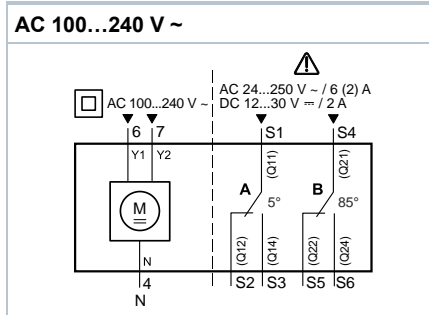 AC 100...240 V ~
AC 24...250 V ~ / 6 (2) A
AC 100...240 V ~ DC 12...30 V ⎓ / 2 A
6 7 S1 S4
Y1 Y2 (Q11) (Q21)
A B
M 5° 85°
(Q12) (Q14) (Q22) (Q24)
N
4 S2 S3 S5 S6
N